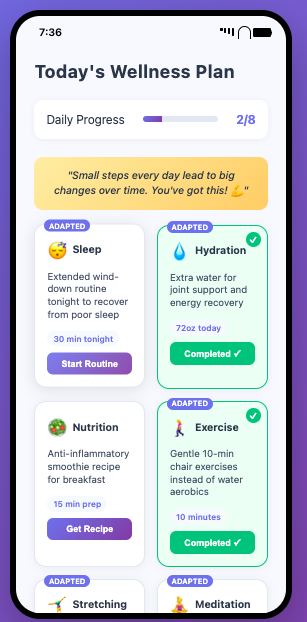 7:36
Today's Wellness Plan
Daily Progress 2/8
"Small steps every day lead to big
changes over time. You've got this! 💪"
ADAPTED
😴 Sleep
Extended wind-
down routine
tonight to recover
from poor sleep
30 min tonight
Start Routine
ADAPTED
💧 Hydration
Extra water for
joint support and
energy recovery
72oz today
Completed ✓
🥗 Nutrition
Anti-inflammatory
smoothie recipe
for breakfast
15 min prep
Get Recipe
ADAPTED
🚶‍♀️ Exercise
Gentle 10-min
chair exercises
instead of water
aerobics
10 minutes
Completed ✓
ADAPTED
🤸‍♀️ Stretching
ADAPTED
🧘‍♀️ Meditation